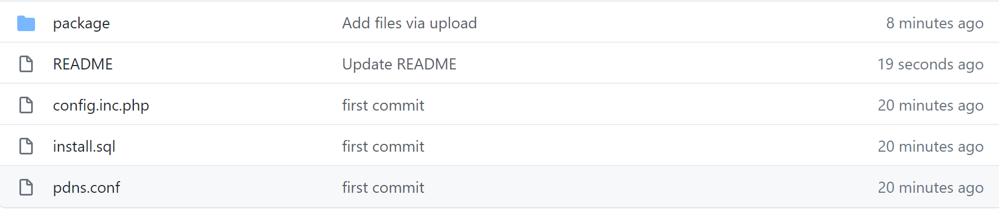 package Add files via upload 8 minutes ago
README Update README 19 seconds ago
config.inc.php first commit 20 minutes ago
install.sql first commit 20 minutes ago
pdns.conf first commit 20 minutes ago